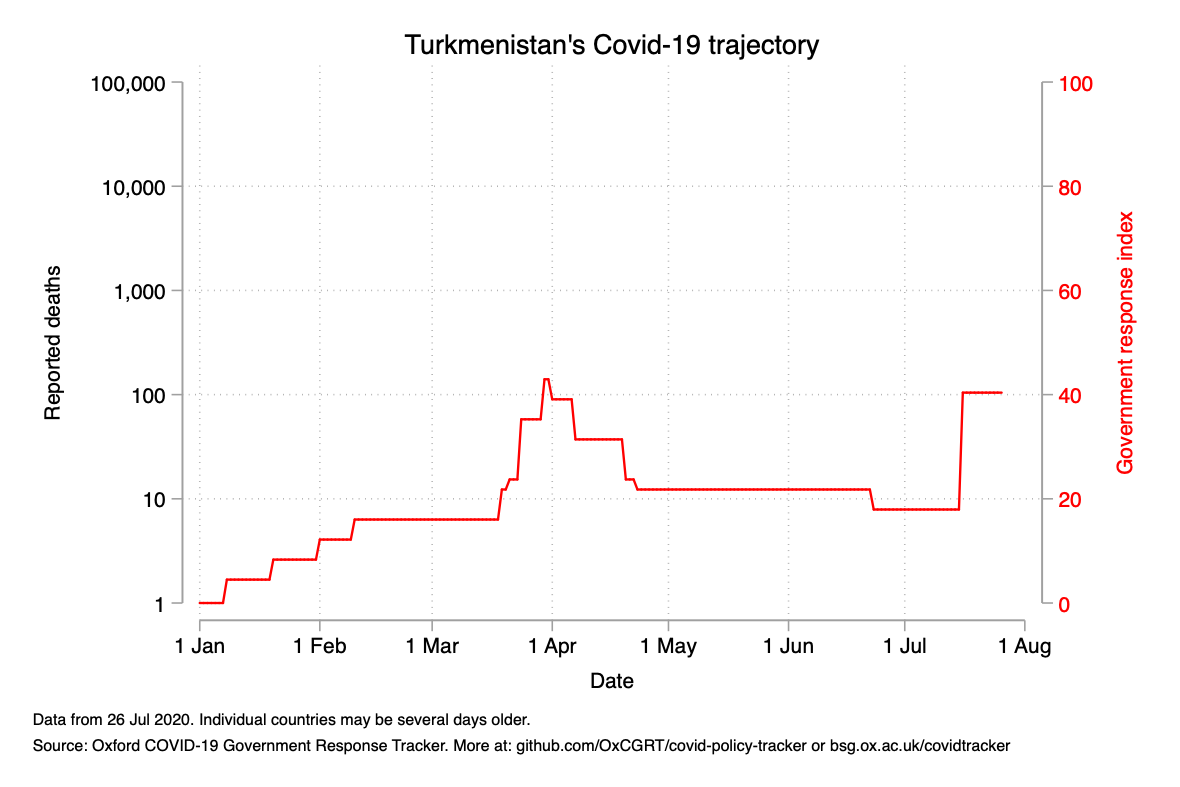 Turkmenistan's Covid-19 trajectory
100,000
10,000
1,000
100
10
1
Reported deaths
100
80
60
40
20
0
Government response index
1 Jan
1 Feb
1 Mar
1 Apr
1 May
1 Jun
1 Jul
1 Aug
Date
Data from 26 Jul 2020. Individual countries may be several days older.
Source: Oxford COVID-19 Government Response Tracker. More at: github.com/OxCGRT/covid-policy-tracker or bsg.ox.ac.uk/covidtracker